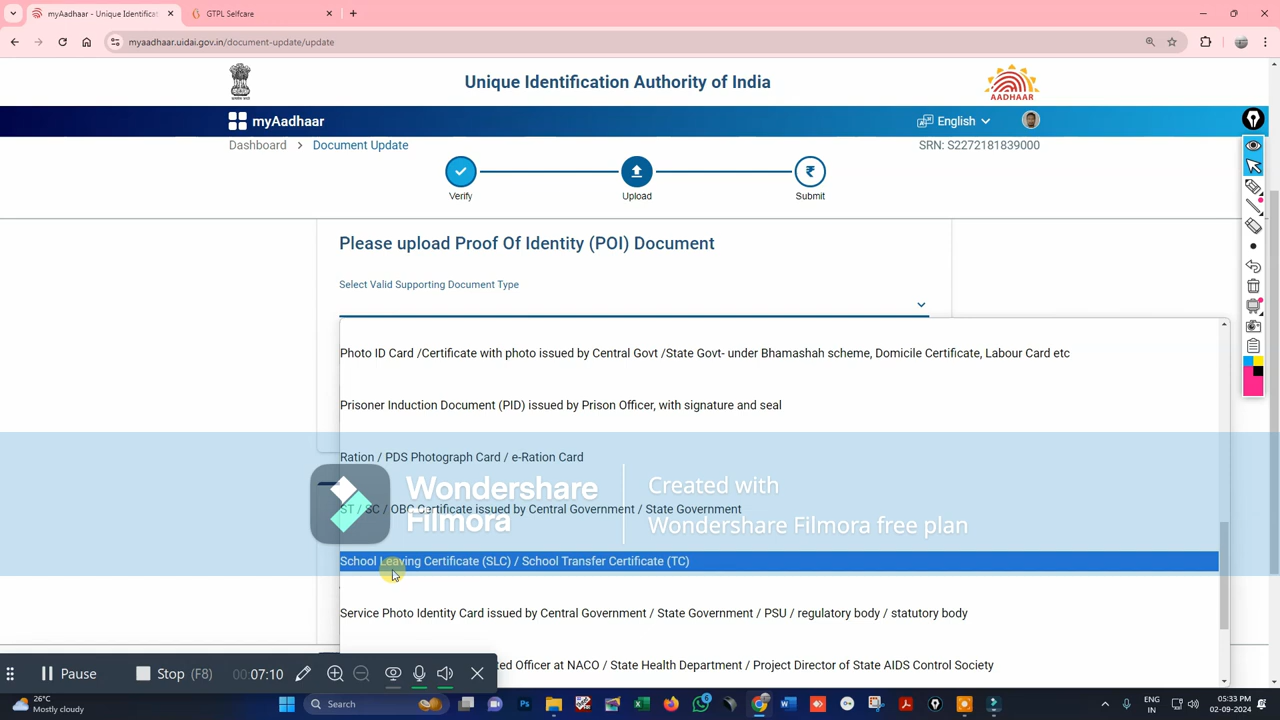 myAadhaar - Unique Identificat
GTPL Selfcare
myaadhaar.uidai.gov.in/document-update/update
Unique Identification Authority of India
AADHAAR
myAadhaar
English
Dashboard > Document Update
SRN: S2272181839000
Verify
Upload
Submit
Please upload Proof Of Identity (POI) Document
Select Valid Supporting Document Type
Photo ID Card /Certificate with photo issued by Central Govt /State Govt- under Bhamashah scheme, Domicile Certificate, Labour Card etc
Prisoner Induction Document (PID) issued by Prison Officer, with signature and seal
Ration / PDS Photograph Card / e-Ration Card
Wondershare
Filmora
Created with
Wondershare Filmora free plan
ST / SC / OBC Certificate issued by Central Government / State Government
School Leaving Certificate (SLC) / School Transfer Certificate (TC)
Service Photo Identity Card issued by Central Government / State Government / PSU / regulatory body / statutory body
ted Officer at NACO / State Health Department / Project Director of State AIDS Control Society
Pause
Stop (F8)
00:07:10
26°C
Mostly cloudy
Search
ENG
IN
05:33 PM
02-09-2024